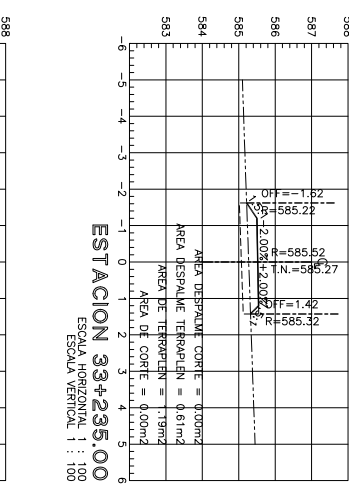 588
587
586
585
584
583
588
-6
-5
-4
-3
-2
-1
0
1
2
3
4
5
6
OFF=-1.62
R=585.22
-2.00%
+2.00%
R=585.52
T.N.=585.27
OFF=1.42
R=585.32
AREA DESPALME CORTE = 0.00m2
AREA DESPALME TERRAPLEN = 0.61m2
AREA DE TERRAPLEN = 1.19m2
AREA DE CORTE = 0.00m2
ESTACION 33+235.00
ESCALA HORIZONTAL 1 : 100
ESCALA VERTICAL 1 : 100